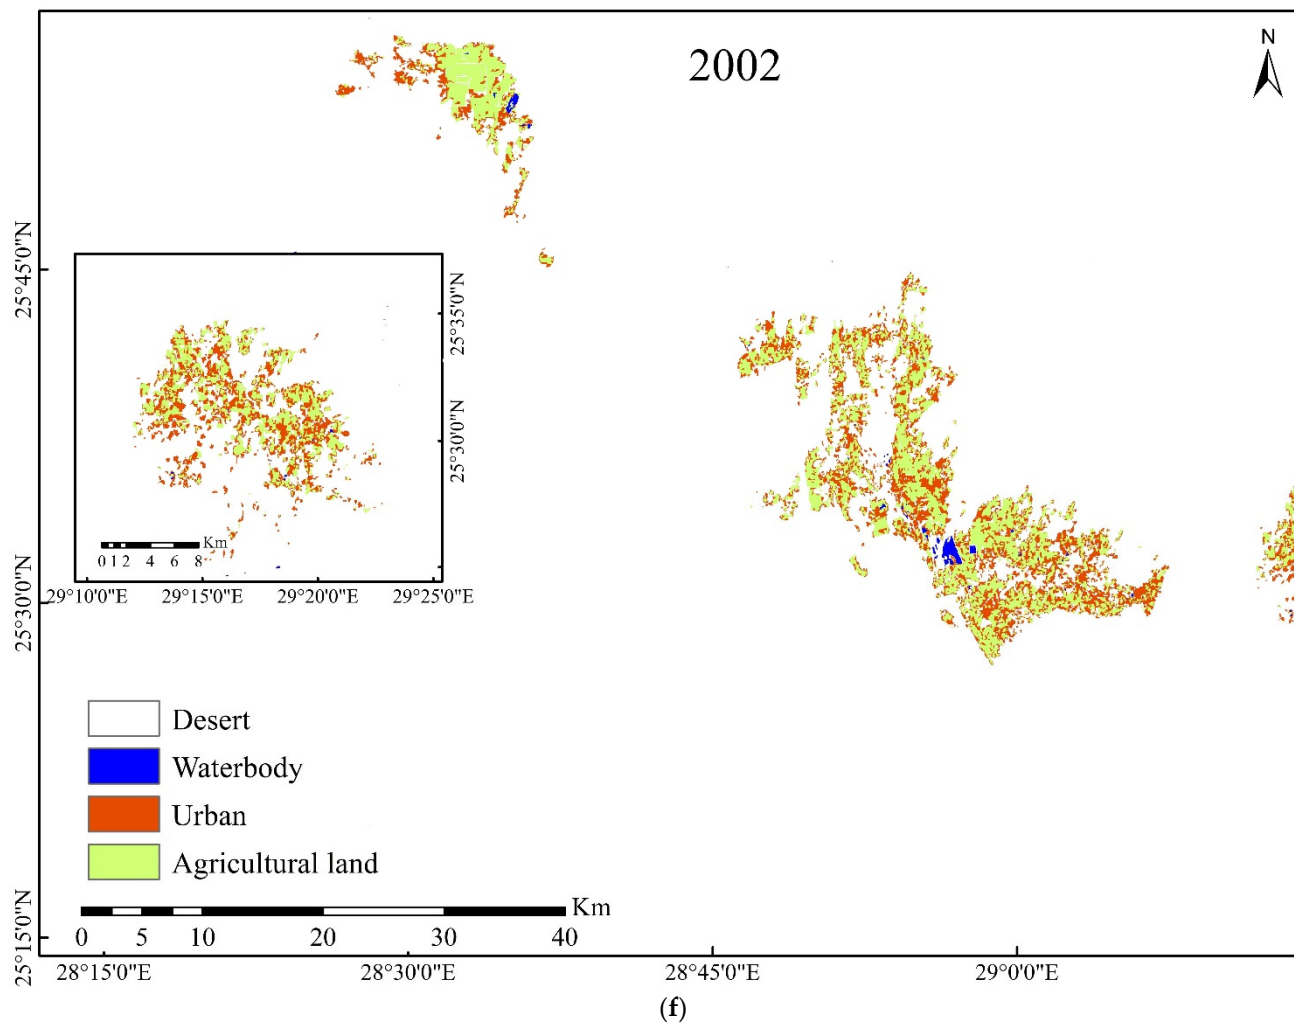 2002
N
25°45'0"N
25°30'0"N
25°15'0"N
25°35'0"N
25°30'0"N
Km
0 1 2 4 6 8
29°10'0"E 29°15'0"E 29°20'0"E 29°25'0"E
Desert
Waterbody
Urban
Agricultural land
Km
0 5 10 20 30 40
28°15'0"E 28°30'0"E 28°45'0"E 29°0'0"E
(f)